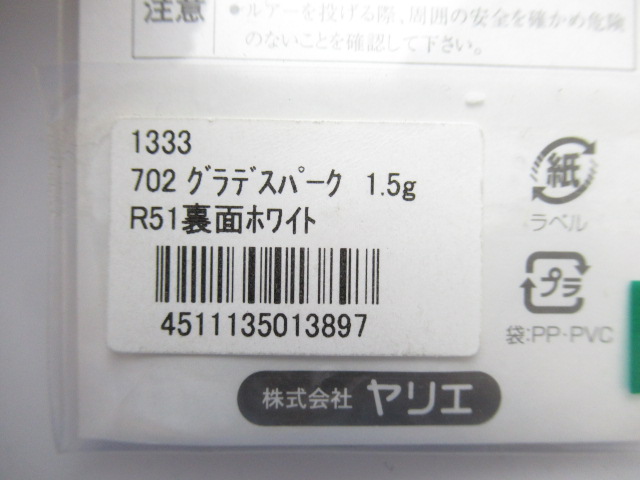 注意
●ルアーを投げる際、周囲の安全を確かめ危険
のないことを確認して下さい。
1333
702 グラデスパーク 1.5g
R51裏面ホワイト
4511135013897
紙
ラベル
プラ
袋:PP・PVC
株式会社 ヤリエ